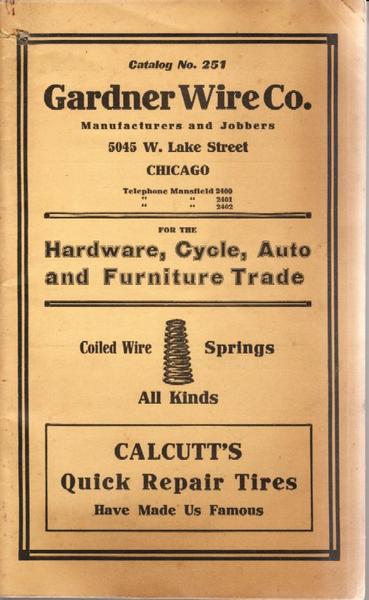 Catalog No. 251
Gardner Wire Co.
Manufacturers and Jobbers
5045 W. Lake Street
CHICAGO
Telephone Mansfield 2400
" " 2401
" " 2402
FOR THE
Hardware, Cycle, Auto
and Furniture Trade
Coiled Wire Springs
All Kinds
CALCUTT'S
Quick Repair Tires
Have Made Us Famous